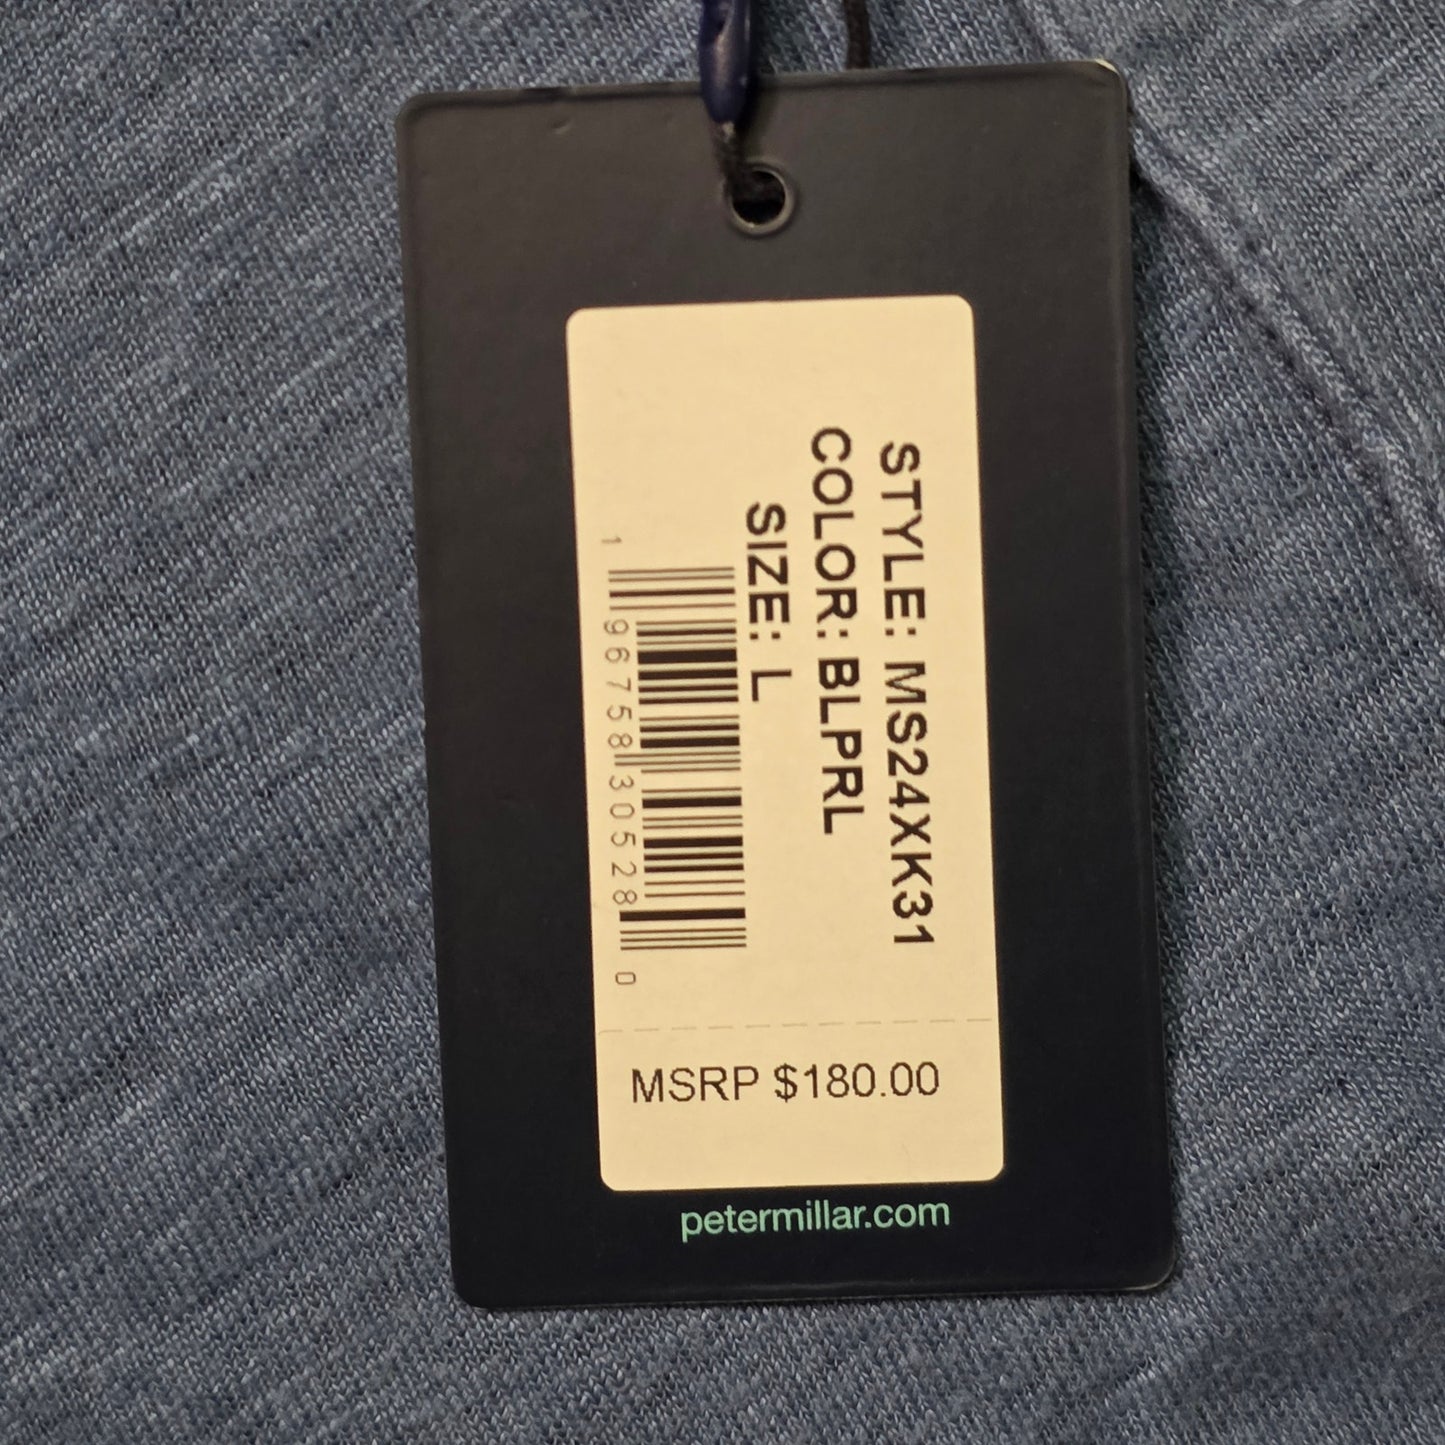 STYLE: MS24XK31
COLOR: BLPRL
SIZE: L
1 96758 30528 0
MSRP $180.00
petermillar.com